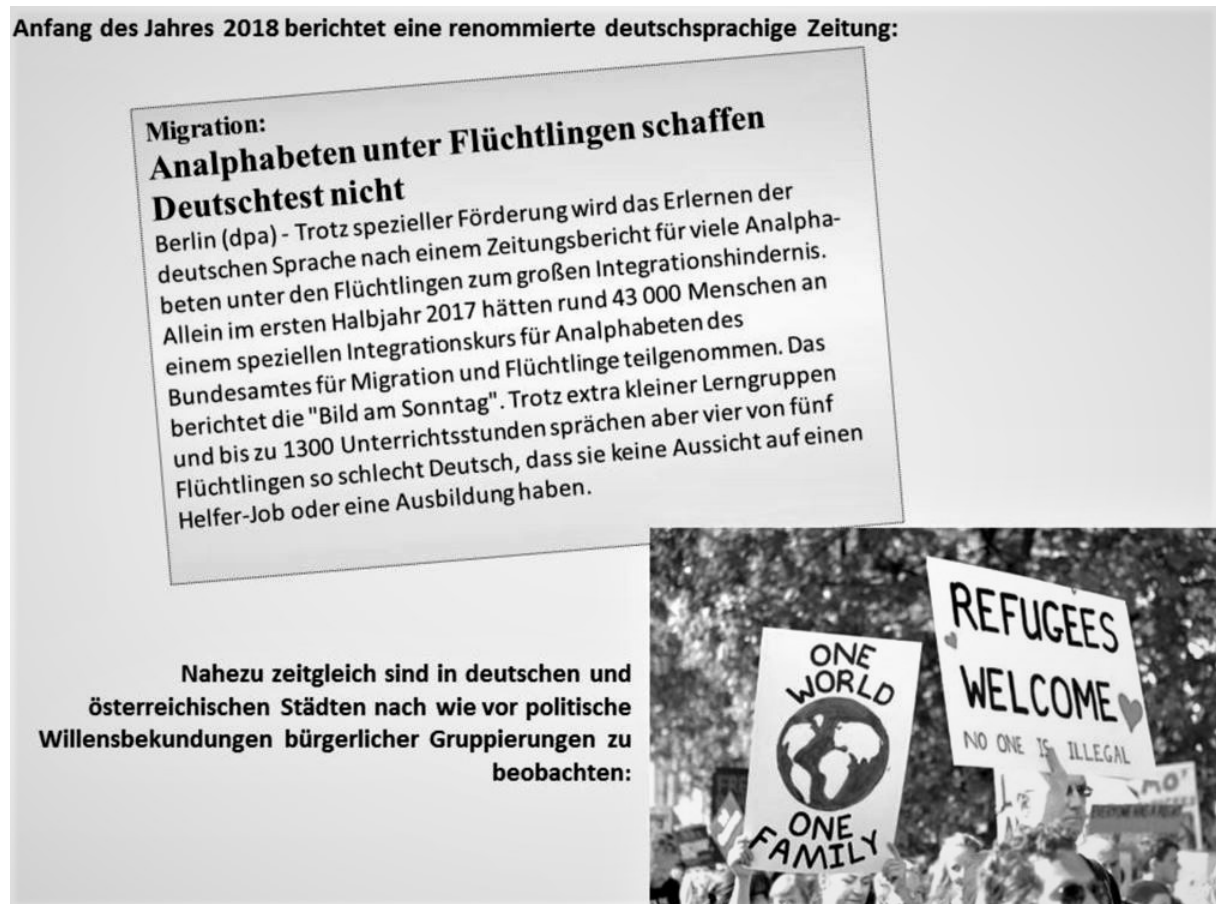 Anfang des Jahres 2018 berichtet eine renommierte deutschsprachige Zeitung:
Migration:
Analphabeten unter Flüchtlingen schaffen
Deutschtest nicht
Berlin (dpa) - Trotz spezieller Förderung wird das Erlernen der
deutschen Sprache nach einem Zeitungsbericht für viele Analpha-
beten unter den Flüchtlingen zum großen Integrationshindernis.
Allein im ersten Halbjahr 2017 hätten rund 43 000 Menschen an
einem speziellen Integrationskurs für Analphabeten des
Bundesamtes für Migration und Flüchtlinge teilgenommen. Das
berichtet die "Bild am Sonntag". Trotz extra kleiner Lerngruppen
und bis zu 1300 Unterrichtsstunden sprächen aber vier von fünf
Flüchtlingen so schlecht Deutsch, dass sie keine Aussicht auf einen
Helfer-Job oder eine Ausbildung haben.
Nahezu zeitgleich sind in deutschen und
österreichischen Städten nach wie vor politische
Willensbekundungen bürgerlicher Gruppierungen zu
beobachten:
ONE
WORLD
ONE
FAMILY
REFUGEES
WELCOME
NO ONE IS ILLEGAL